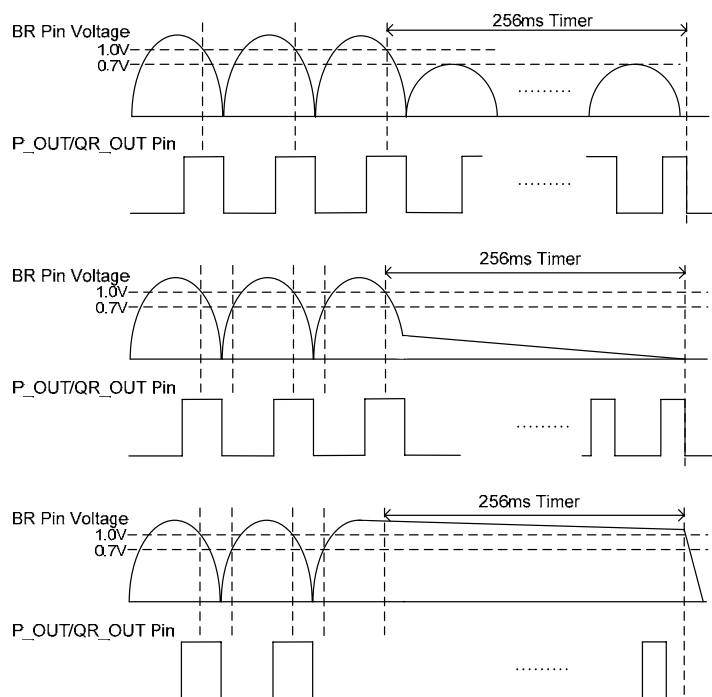 256ms Timer
BR Pin Voltage
1.0V
0.7V
.........
P_OUT/QR_OUT Pin
.........
256ms Timer
BR Pin Voltage
1.0V
0.7V
P_OUT/QR_OUT Pin
.........
256ms Timer
BR Pin Voltage
1.0V
0.7V
P_OUT/QR_OUT Pin
.........